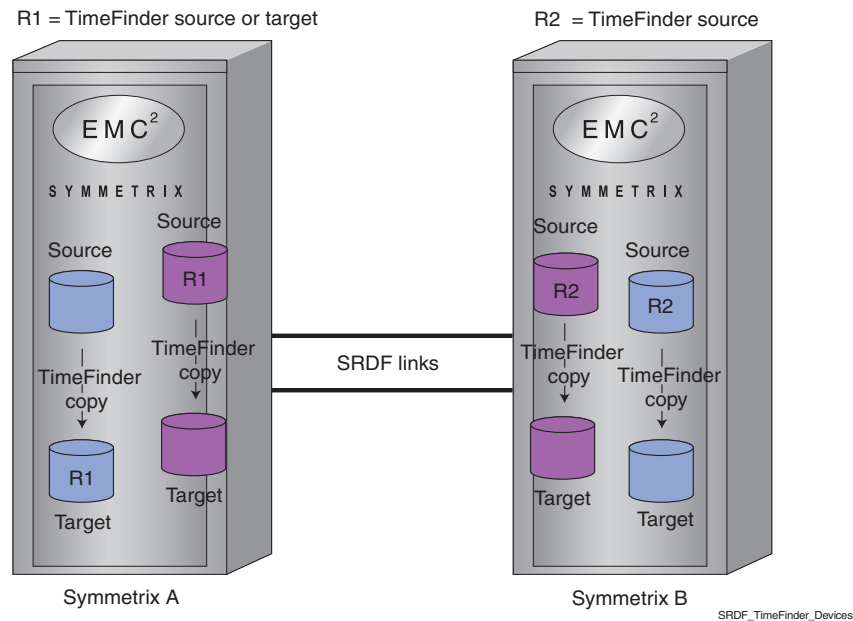 R1 = TimeFinder source or target
R2 = TimeFinder source
EMC²
SYMMETRIX
Source
Source
R1
TimeFinder
copy
TimeFinder
copy
R1
Target
Target
SRDF links
EMC²
SYMMETRIX
Source
Source
R2
R2
TimeFinder
copy
TimeFinder
copy
Target
Target
Symmetrix A
Symmetrix B
SRDF_TimeFinder_Devices